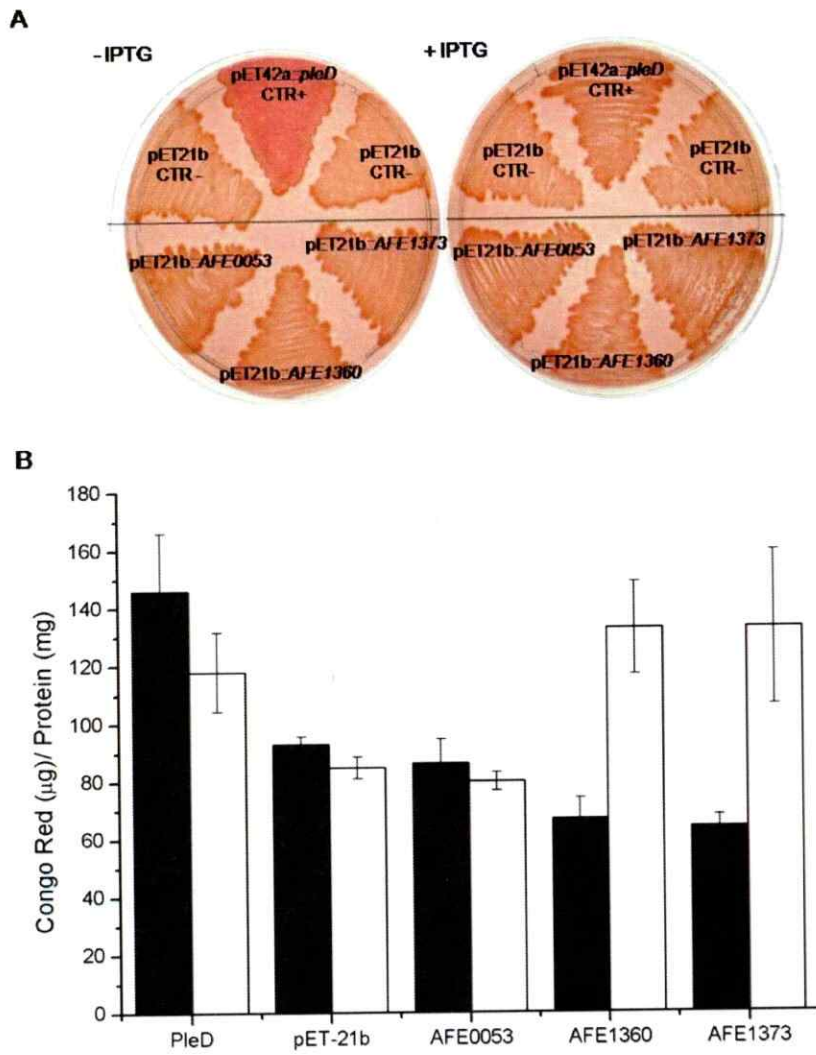 A
- IPTG
+ IPTG
pET42a::pleD
CTR+
pET21b
CTR-
pET21b
CTR-
pET21b::AFE0053
pET21b::AFE1373
pET21b::AFE1360
pET42a::pleD
CTR+
pET21b
CTR-
pET21b
CTR-
pET21b::AFE0053
pET21b::AFE1373
pET21b::AFE1360
B
Congo Red (µg)/ Protein (mg)
180
160
140
120
100
80
60
40
20
0
PleD
pET-21b
AFE0053
AFE1360
AFE1373